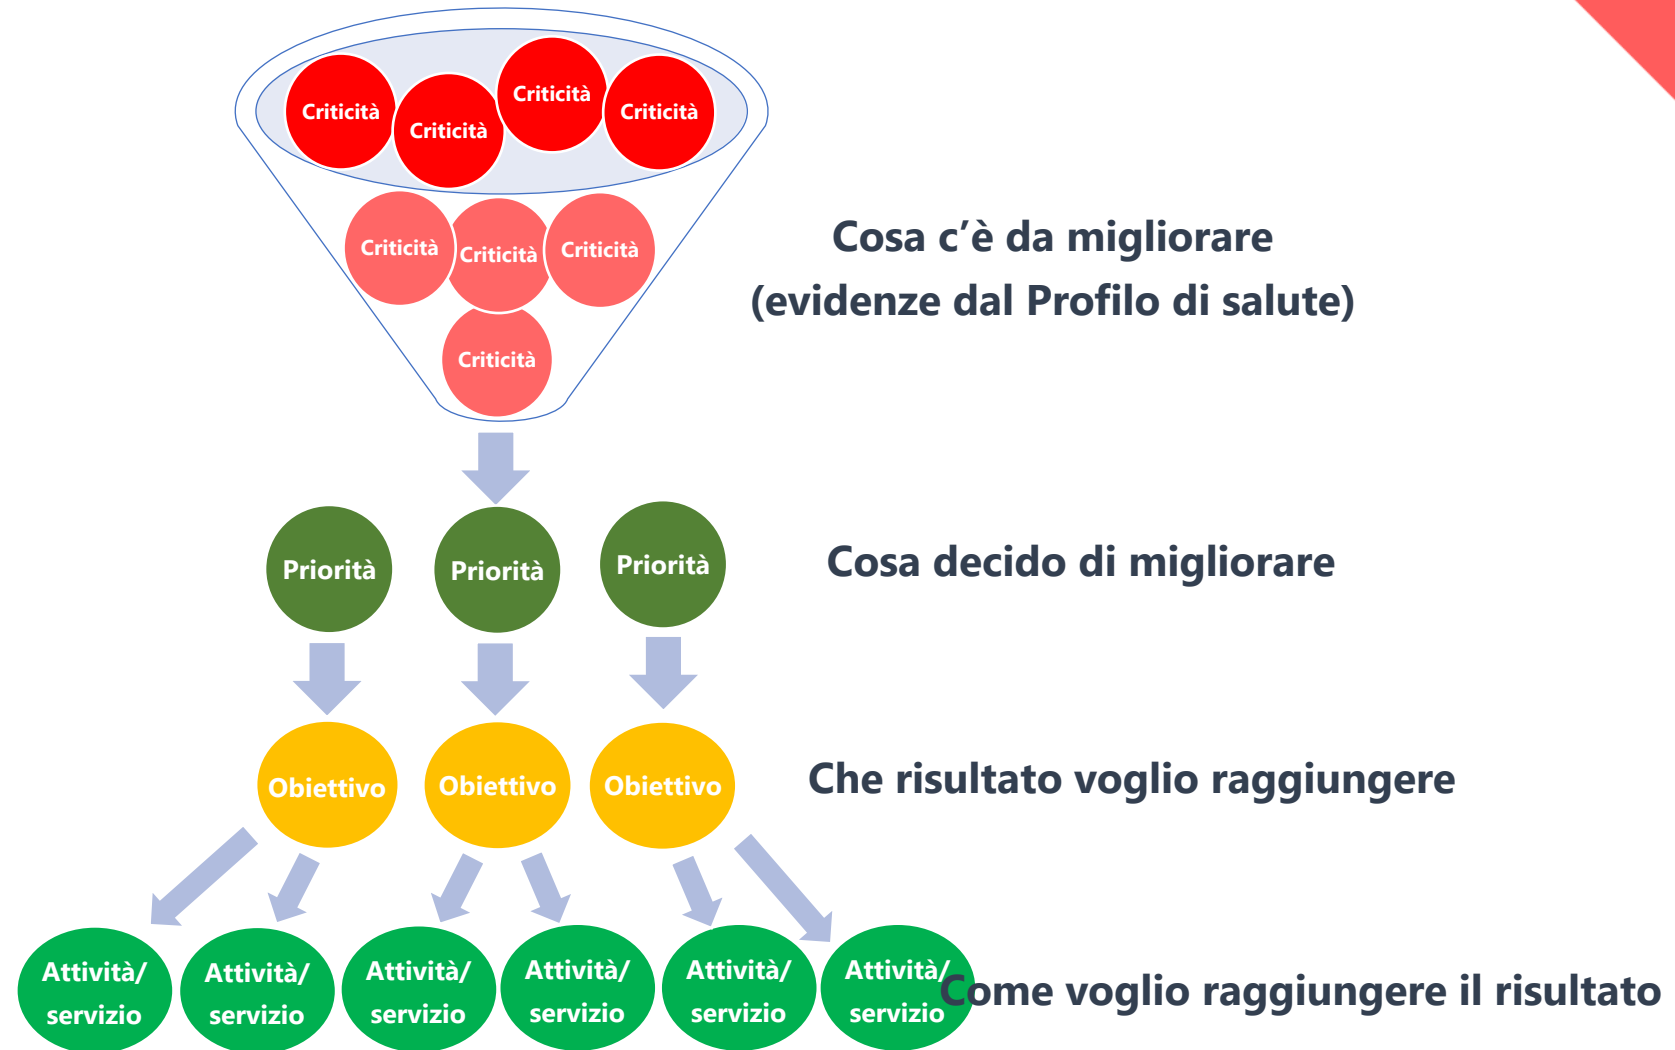 Criticità
Criticità
Criticità
Criticità
Criticità
Criticità
Criticità
Criticità
Cosa c’è da migliorare
(evidenze dal Profilo di salute)
Priorità
Priorità
Priorità
Cosa decido di migliorare
Obiettivo
Obiettivo
Obiettivo
Che risultato voglio raggiungere
Attività/
servizio
Attività/
servizio
Attività/
servizio
Attività/
servizio
Attività/
servizio
Attività/
servizio
Come voglio raggiungere il risultato